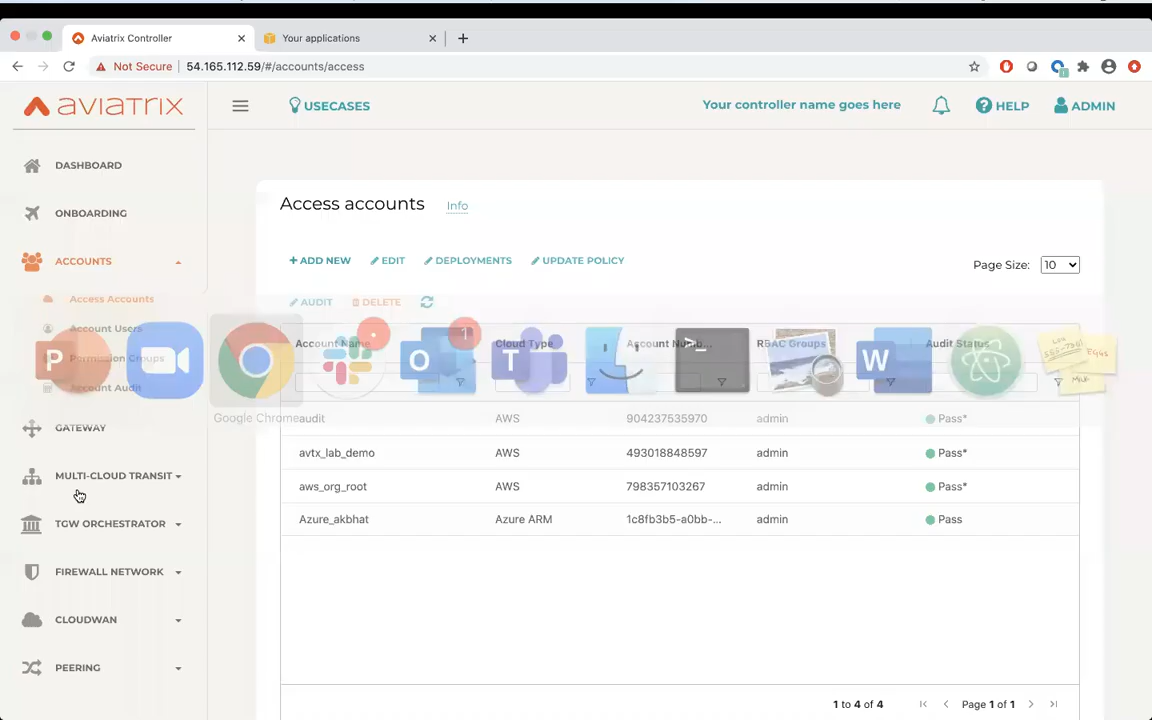 Aviatrix Controller
Your applications
Not Secure
54.165.112.59/#/accounts/access
aviatrix
USECASES
Your controller name goes here
HELP
ADMIN
DASHBOARD
ONBOARDING
ACCOUNTS
Access Accounts
Account Users
Permission Groups
Account Audit
GATEWAY
MULTI-CLOUD TRANSIT
TGW ORCHESTRATOR
FIREWALL NETWORK
CLOUDWAN
PEERING
Access accounts Info
+ ADD NEW EDIT DEPLOYMENTS UPDATE POLICY
Page Size: 10
AUDIT DELETE
Account Name Cloud Type Account Numb... RBAC Groups Audit Status
Google Chrome
audit AWS 904237535970 admin Pass*
avtx_lab_demo AWS 493018848597 admin Pass*
aws_org_root AWS 798357103267 admin Pass*
Azure_akbhat Azure ARM 1c8fb3b5-a0bb-... admin Pass
1 to 4 of 4 Page 1 of 1